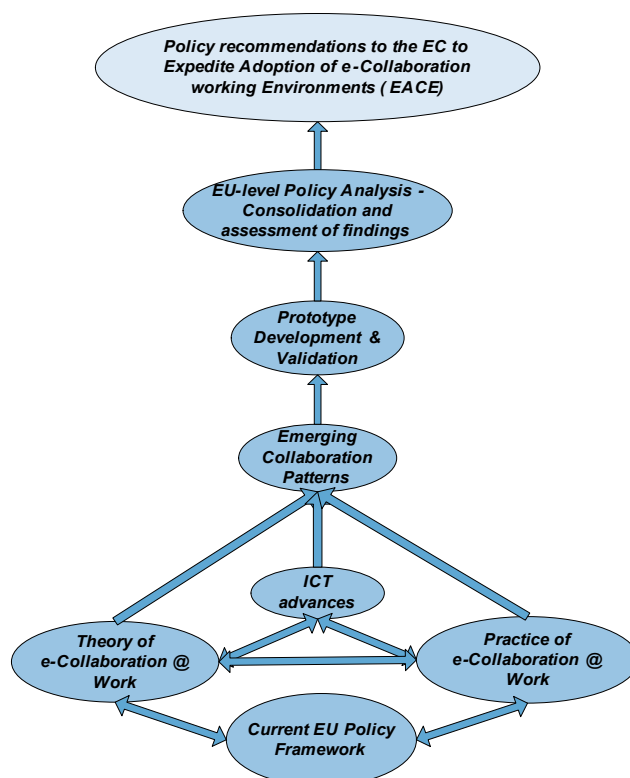 Policy recommendations to the EC to
Expedite Adoption of e-Collaboration
working Environments ( EACE)
EU-level Policy Analysis -
Consolidation and
assessment of findings
Prototype
Development &
Validation
Emerging
Collaboration
Patterns
ICT
advances
Theory of
e-Collaboration @
Work
Practice of
e-Collaboration @
Work
Current EU Policy
Framework